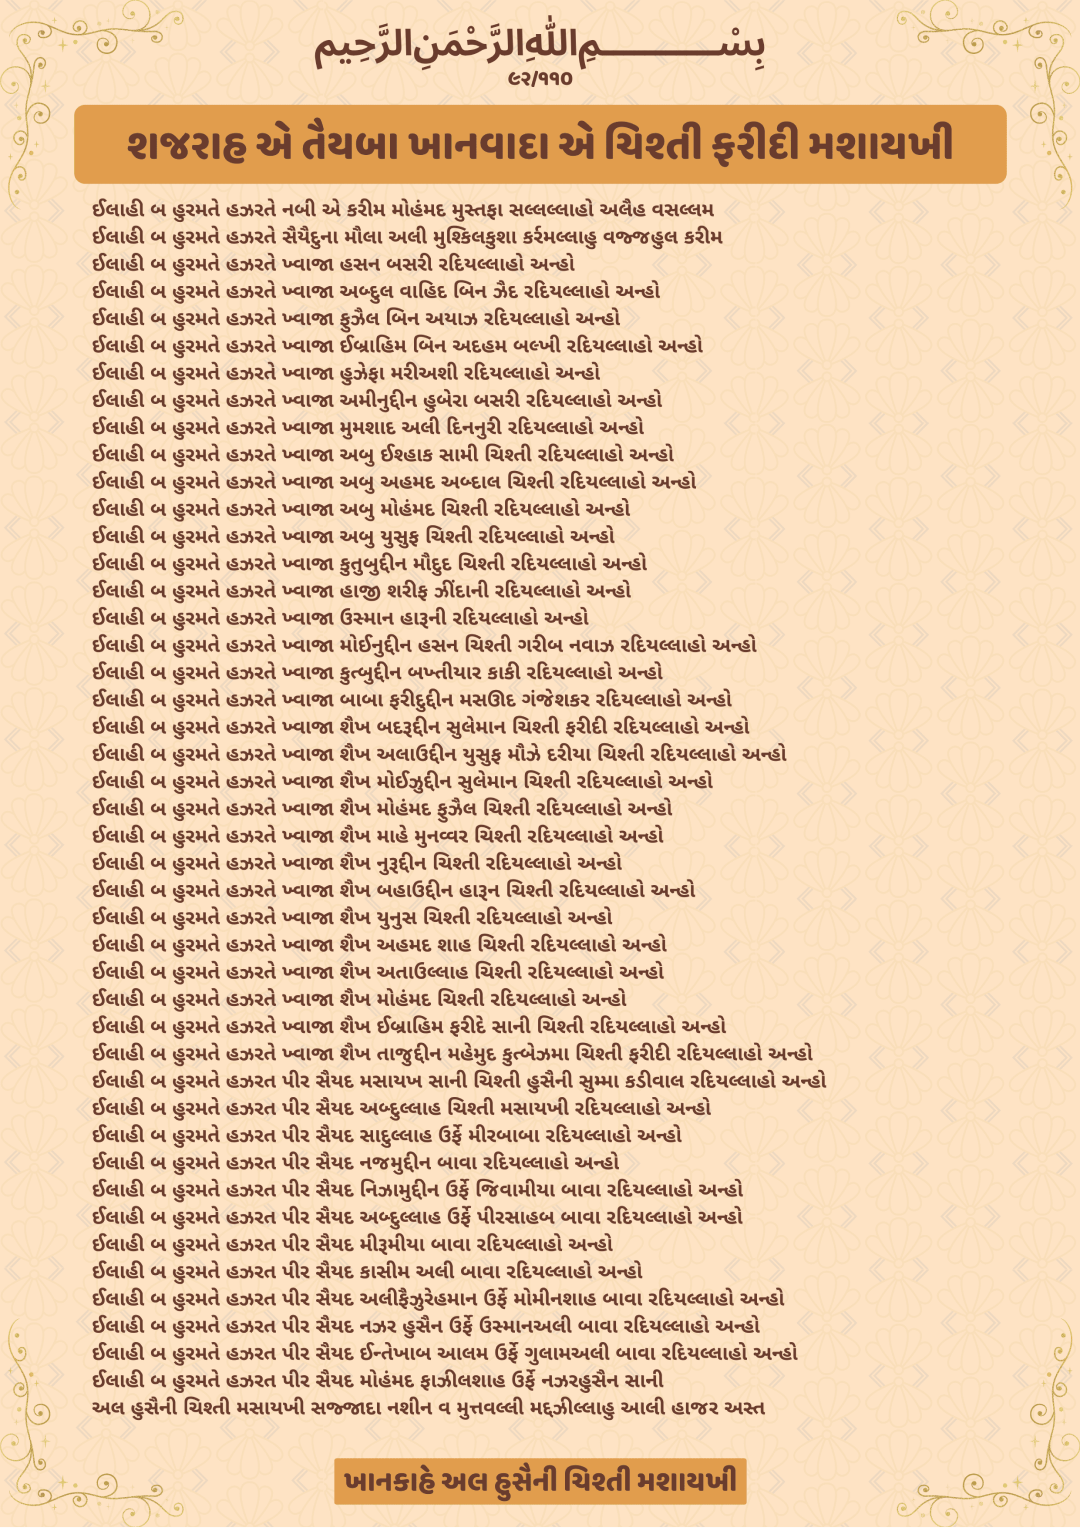 بِسْمِ اللّٰهِ الرَّحْمَنِ الرَّحِيم
૯૨/૧૧૦
શજરાહ એ તૈયબા ખાનવાદા એ ચિશ્તી ફરીદી મશાયખી
ઈલાહી બ હુરમતે હઝરતે નબી એ કરીમ મોહંમદ મુસ્તફા સલ્લલ્લાહો અલૈહ વસલ્લમ
ઈલાહી બ હુરમતે હઝરતે સૈયૈદુના મૌલા અલી મુશ્કિલકુશા કર્રમલ્લાહુ વજ્જહુલ કરીમ
ઈલાહી બ હુરમતે હઝરતે ખ્વાજા હસન બસરી રદિયલ્લાહો અન્હો
ઈલાહી બ હુરમતે હઝરતે ખ્વાજા અબ્દુલ વાહિદ બિન ઝૈદ રદિયલ્લાહો અન્હો
ઈલાહી બ હુરમતે હઝરતે ખ્વાજા ફુઝૈલ બિન અયાઝ રદિયલ્લાહો અન્હો
ઈલાહી બ હુરમતે હઝરતે ખ્વાજા ઈબ્રાહિમ બિન અદહમ બલ્ખી રદિયલ્લાહો અન્હો
ઈલાહી બ હુરમતે હઝરતે ખ્વાજા હુઝેફા મરીઅશી રદિયલ્લાહો અન્હો
ઈલાહી બ હુરમતે હઝરતે ખ્વાજા અમીનુદ્દીન હુબેરા બસરી રદિયલ્લાહો અન્હો
ઈલાહી બ હુરમતે હઝરતે ખ્વાજા મુમશાદ અલી દિનનુરી રદિયલ્લાહો અન્હો
ઈલાહી બ હુરમતે હઝરતે ખ્વાજા અબુ ઈશ્હાક સામી ચિશ્તી રદિયલ્લાહો અન્હો
ઈલાહી બ હુરમતે હઝરતે ખ્વાજા અબુ અહમદ અબ્દાલ ચિશ્તી રદિયલ્લાહો અન્હો
ઈલાહી બ હુરમતે હઝરતે ખ્વાજા અબુ મોહંમદ ચિશ્તી રદિયલ્લાહો અન્હો
ઈલાહી બ હુરમતે હઝરતે ખ્વાજા અબુ યુસુફ ચિશ્તી રદિયલ્લાહો અન્હો
ઈલાહી બ હુરમતે હઝરતે ખ્વાજા કુતુબુદ્દીન મૌદુદ ચિશ્તી રદિયલ્લાહો અન્હો
ઈલાહી બ હુરમતે હઝરતે ખ્વાજા હાજી શરીફ ઝીંદાની રદિયલ્લાહો અન્હો
ઈલાહી બ હુરમતે હઝરતે ખ્વાજા ઉસ્માન હારૂની રદિયલ્લાહો અન્હો
ઈલાહી બ હુરમતે હઝરતે ખ્વાજા મોઈનુદ્દીન હસન ચિશ્તી ગરીબ નવાઝ રદિયલ્લાહો અન્હો
ઈલાહી બ હુરમતે હઝરતે ખ્વાજા કુત્બુદ્દીન બખ્તીયાર કાકી રદિયલ્લાહો અન્હો
ઈલાહી બ હુરમતે હઝરતે ખ્વાજા બાબા ફરીદુદ્દીન મસઊદ ગંજેશકર રદિયલ્લાહો અન્હો
ઈલાહી બ હુરમતે હઝરતે ખ્વાજા શૈખ બદરૂદ્દીન સુલેમાન ચિશ્તી ફરીદી રદિયલ્લાહો અન્હો
ઈલાહી બ હુરમતે હઝરતે ખ્વાજા શૈખ અલાઉદ્દીન યુસુફ મૌઝે દરીયા ચિશ્તી રદિયલ્લાહો અન્હો
ઈલાહી બ હુરમતે હઝરતે ખ્વાજા શૈખ મોઈઝુદ્દીન સુલેમાન ચિશ્તી રદિયલ્લાહો અન્હો
ઈલાહી બ હુરમતે હઝરતે ખ્વાજા શૈખ મોહંમદ ફુઝૈલ ચિશ્તી રદિયલ્લાહો અન્હો
ઈલાહી બ હુરમતે હઝરતે ખ્વાજા શૈખ માહે મુનવ્વર ચિશ્તી રદિયલ્લાહો અન્હો
ઈલાહી બ હુરમતે હઝરતે ખ્વાજા શૈખ નુરૂદ્દીન ચિશ્તી રદિયલ્લાહો અન્હો
ઈલાહી બ હુરમતે હઝરતે ખ્વાજા શૈખ બહાઉદ્દીન હારૂન ચિશ્તી રદિયલ્લાહો અન્હો
ઈલાહી બ હુરમતે હઝરતે ખ્વાજા શૈખ યુનુસ ચિશ્તી રદિયલ્લાહો અન્હો
ઈલાહી બ હુરમતે હઝરતે ખ્વાજા શૈખ અહમદ શાહ ચિશ્તી રદિયલ્લાહો અન્હો
ઈલાહી બ હુરમતે હઝરતે ખ્વાજા શૈખ અતાઉલ્લાહ ચિશ્તી રદિયલ્લાહો અન્હો
ઈલાહી બ હુરમતે હઝરતે ખ્વાજા શૈખ મોહંમદ ચિશ્તી રદિયલ્લાહો અન્હો
ઈલાહી બ હુરમતે હઝરતે ખ્વાજા શૈખ ઈબ્રાહિમ ફરીદે સાની ચિશ્તી રદિયલ્લાહો અન્હો
ઈલાહી બ હુરમતે હઝરતે ખ્વાજા શૈખ તાજુદ્દીન મહેમુદ કુત્બેઝમા ચિશ્તી ફરીદી રદિયલ્લાહો અન્હો
ઈલાહી બ હુરમતે હઝરત પીર સૈયદ મસાયખ સાની ચિશ્તી હુસૈની સુમ્મા કડીવાલ રદિયલ્લાહો અન્હો
ઈલાહી બ હુરમતે હઝરત પીર સૈયદ અબ્દુલ્લાહ ચિશ્તી મસાયખી રદિયલ્લાહો અન્હો
ઈલાહી બ હુરમતે હઝરત પીર સૈયદ સાદુલ્લાહ ઉર્ફે મીરબાબા રદિયલ્લાહો અન્હો
ઈલાહી બ હુરમતે હઝરત પીર સૈયદ નજમુદ્દીન બાવા રદિયલ્લાહો અન્હો
ઈલાહી બ હુરમતે હઝરત પીર સૈયદ નિઝામુદ્દીન ઉર્ફે જિવામીયા બાવા રદિયલ્લાહો અન્હો
ઈલાહી બ હુરમતે હઝરત પીર સૈયદ અબ્દુલ્લાહ ઉર્ફે પીરસાહબ બાવા રદિયલ્લાહો અન્હો
ઈલાહી બ હુરમતે હઝરત પીર સૈયદ મીરૂમીયા બાવા રદિયલ્લાહો અન્હો
ઈલાહી બ હુરમતે હઝરત પીર સૈયદ કાસીમ અલી બાવા રદિયલ્લાહો અન્હો
ઈલાહી બ હુરમતે હઝરત પીર સૈયદ અલીફૈઝુરેહમાન ઉર્ફે મોમીનશાહ બાવા રદિયલ્લાહો અન્હો
ઈલાહી બ હુરમતે હઝરત પીર સૈયદ નઝર હુસૈન ઉર્ફે ઉસ્માનઅલી બાવા રદિયલ્લાહો અન્હો
ઈલાહી બ હુરમતે હઝરત પીર સૈયદ ઈન્તેખાબ આલમ ઉર્ફે ગુલામઅલી બાવા રદિયલ્લાહો અન્હો
ઈલાહી બ હુરમતે હઝરત પીર સૈયદ મોહંમદ ફાઝીલશાહ ઉર્ફે નઝરહુસૈન સાની
અલ હુસૈની ચિશ્તી મસાયખી સજ્જાદા નશીન વ મુત્તવલ્લી મદ્દઝીલ્લાહુ આલી હાજર અસ્ત
ખાનકાહે અલ હુસૈની ચિશ્તી મશાયખી